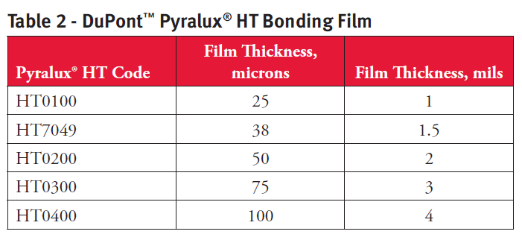 Table 2 - DuPont™ Pyralux® HT Bonding Film
Pyralux® HT Code Film Thickness, microns Film Thickness, mils
HT0100 25 1
HT7049 38 1.5
HT0200 50 2
HT0300 75 3
HT0400 100 4